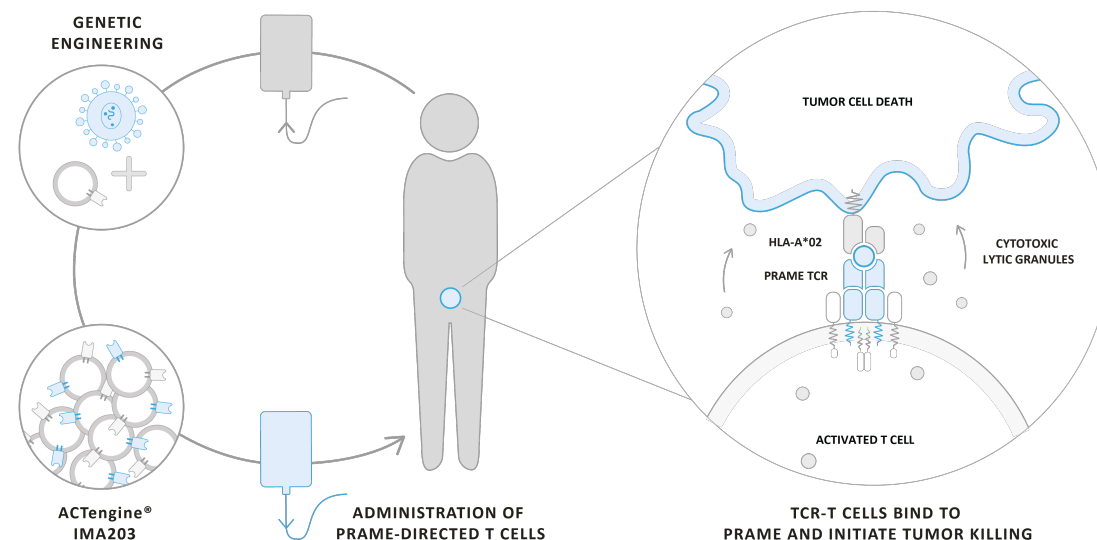 GENETIC
ENGINEERING
TUMOR CELL DEATH
HLA-A*02
PRAME TCR
CYTOTOXIC
LYTIC GRANULES
ACTIVATED T CELL
ACTengine®
IMA203
ADMINISTRATION OF
PRAME-DIRECTED T CELLS
TCR-T CELLS BIND TO
PRAME AND INITIATE TUMOR KILLING